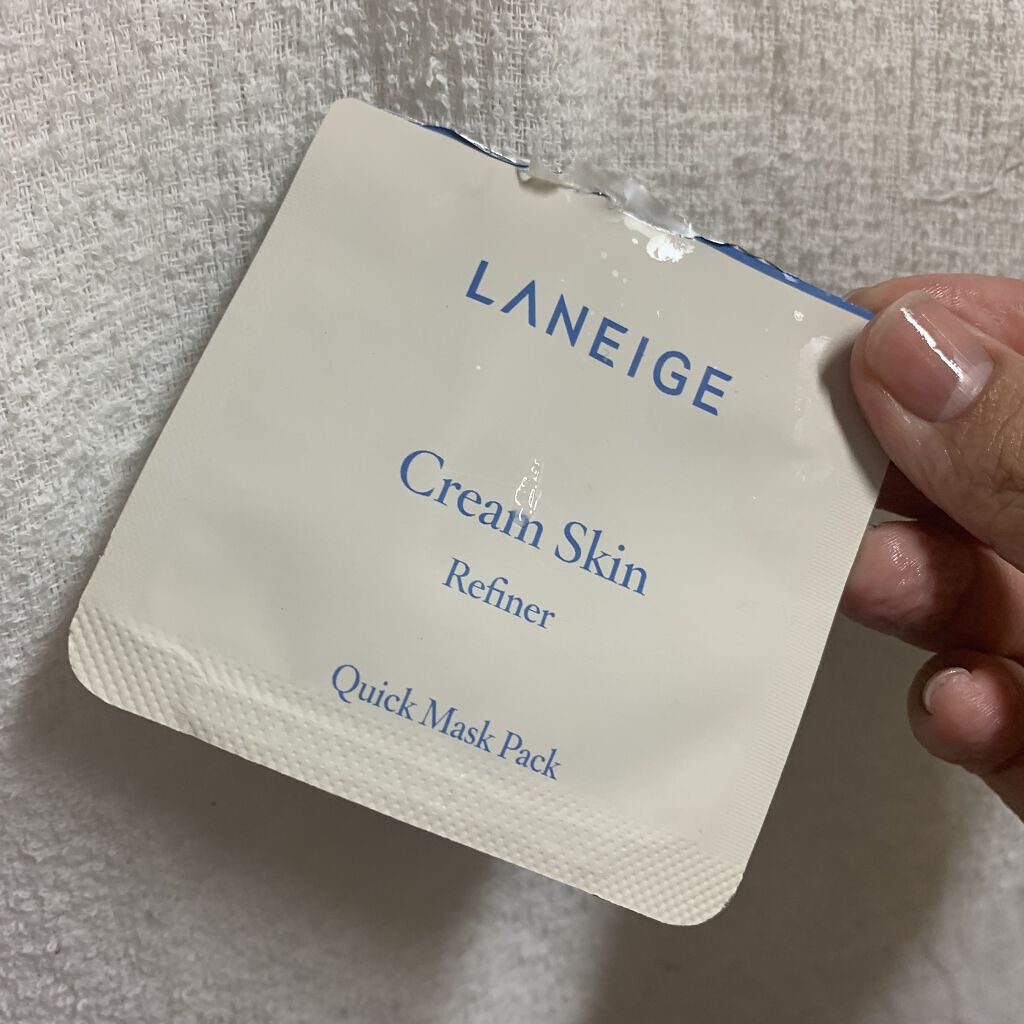 LANEIGE
Cream Skin
Refiner
Quick Mask Pack